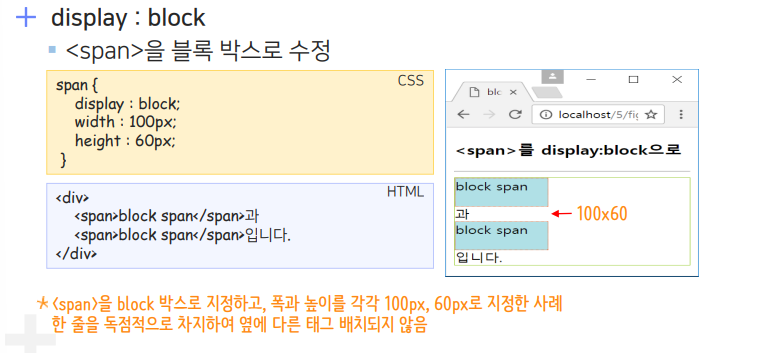 + display : block
▪ <span>을 블록 박스로 수정
CSS
span {
display : block;
width : 100px;
height : 60px;
}
HTML
<div>
<span>block span</span>과
<span>block span</span>입니다.
</div>
blc ×
localhost/5/fig
<span>를 display:block으로
block span
과
100x60
block span
입니다.
* <span>을 block 박스로 지정하고, 폭과 높이를 각각 100px, 60px로 지정한 사례
한 줄을 독점적으로 차지하여 옆에 다른 태그 배치되지 않음